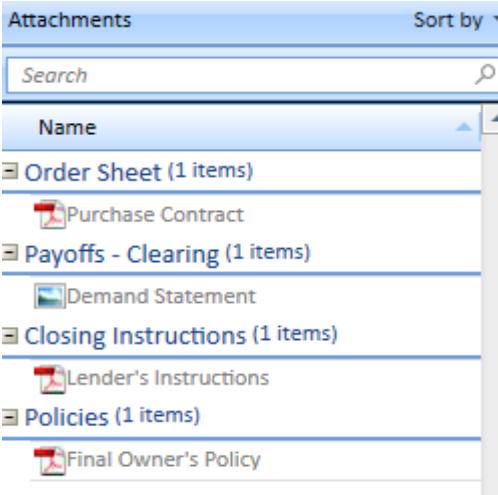 Attachments Sort by
Search
Name
Order Sheet (1 items)
Purchase Contract
Payoffs - Clearing (1 items)
Demand Statement
Closing Instructions (1 items)
Lender's Instructions
Policies (1 items)
Final Owner's Policy